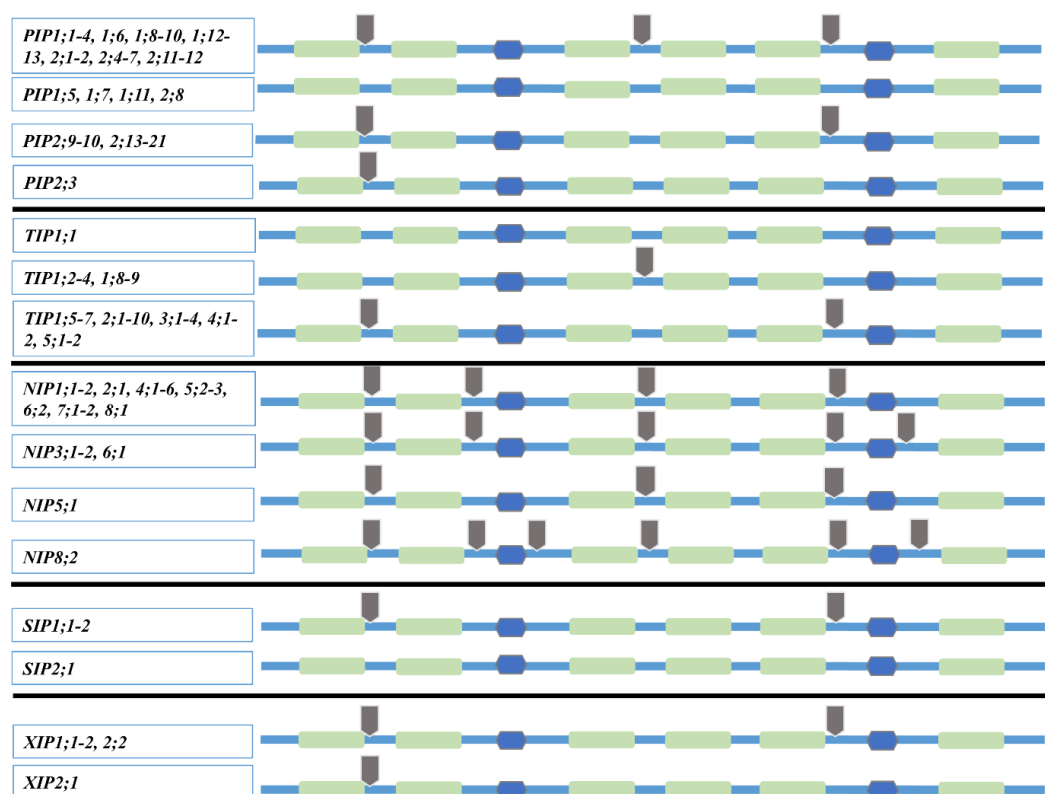 PIP1;1-4, 1;6, 1;8-10, 1;12-
13, 2;1-2, 2;4-7, 2;11-12
PIP1;5, 1;7, 1;11, 2;8
PIP2;9-10, 2;13-21
PIP2;3
TIP1;1
TIP1;2-4, 1;8-9
TIP1;5-7, 2;1-10, 3;1-4, 4;1-
2, 5;1-2
NIP1;1-2, 2;1, 4;1-6, 5;2-3,
6;2, 7;1-2, 8;1
NIP3;1-2, 6;1
NIP5;1
NIP8;2
SIP1;1-2
SIP2;1
XIP1;1-2, 2;2
XIP2;1